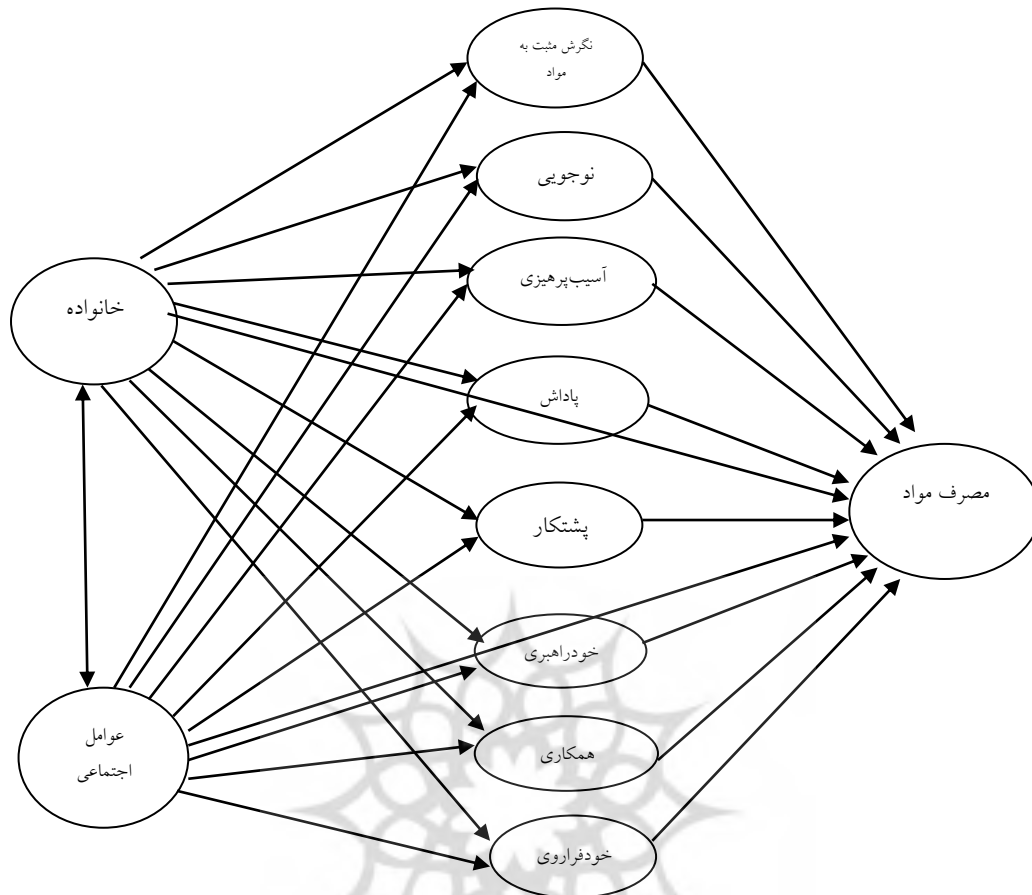 نگرش مثبت به
مواد
نوجویی
آسیب‌پرهیزی
خانواده
پاداش
مصرف مواد
پشتکار
خودراهبری
عوامل
اجتماعی
همکاری
خودفراروی